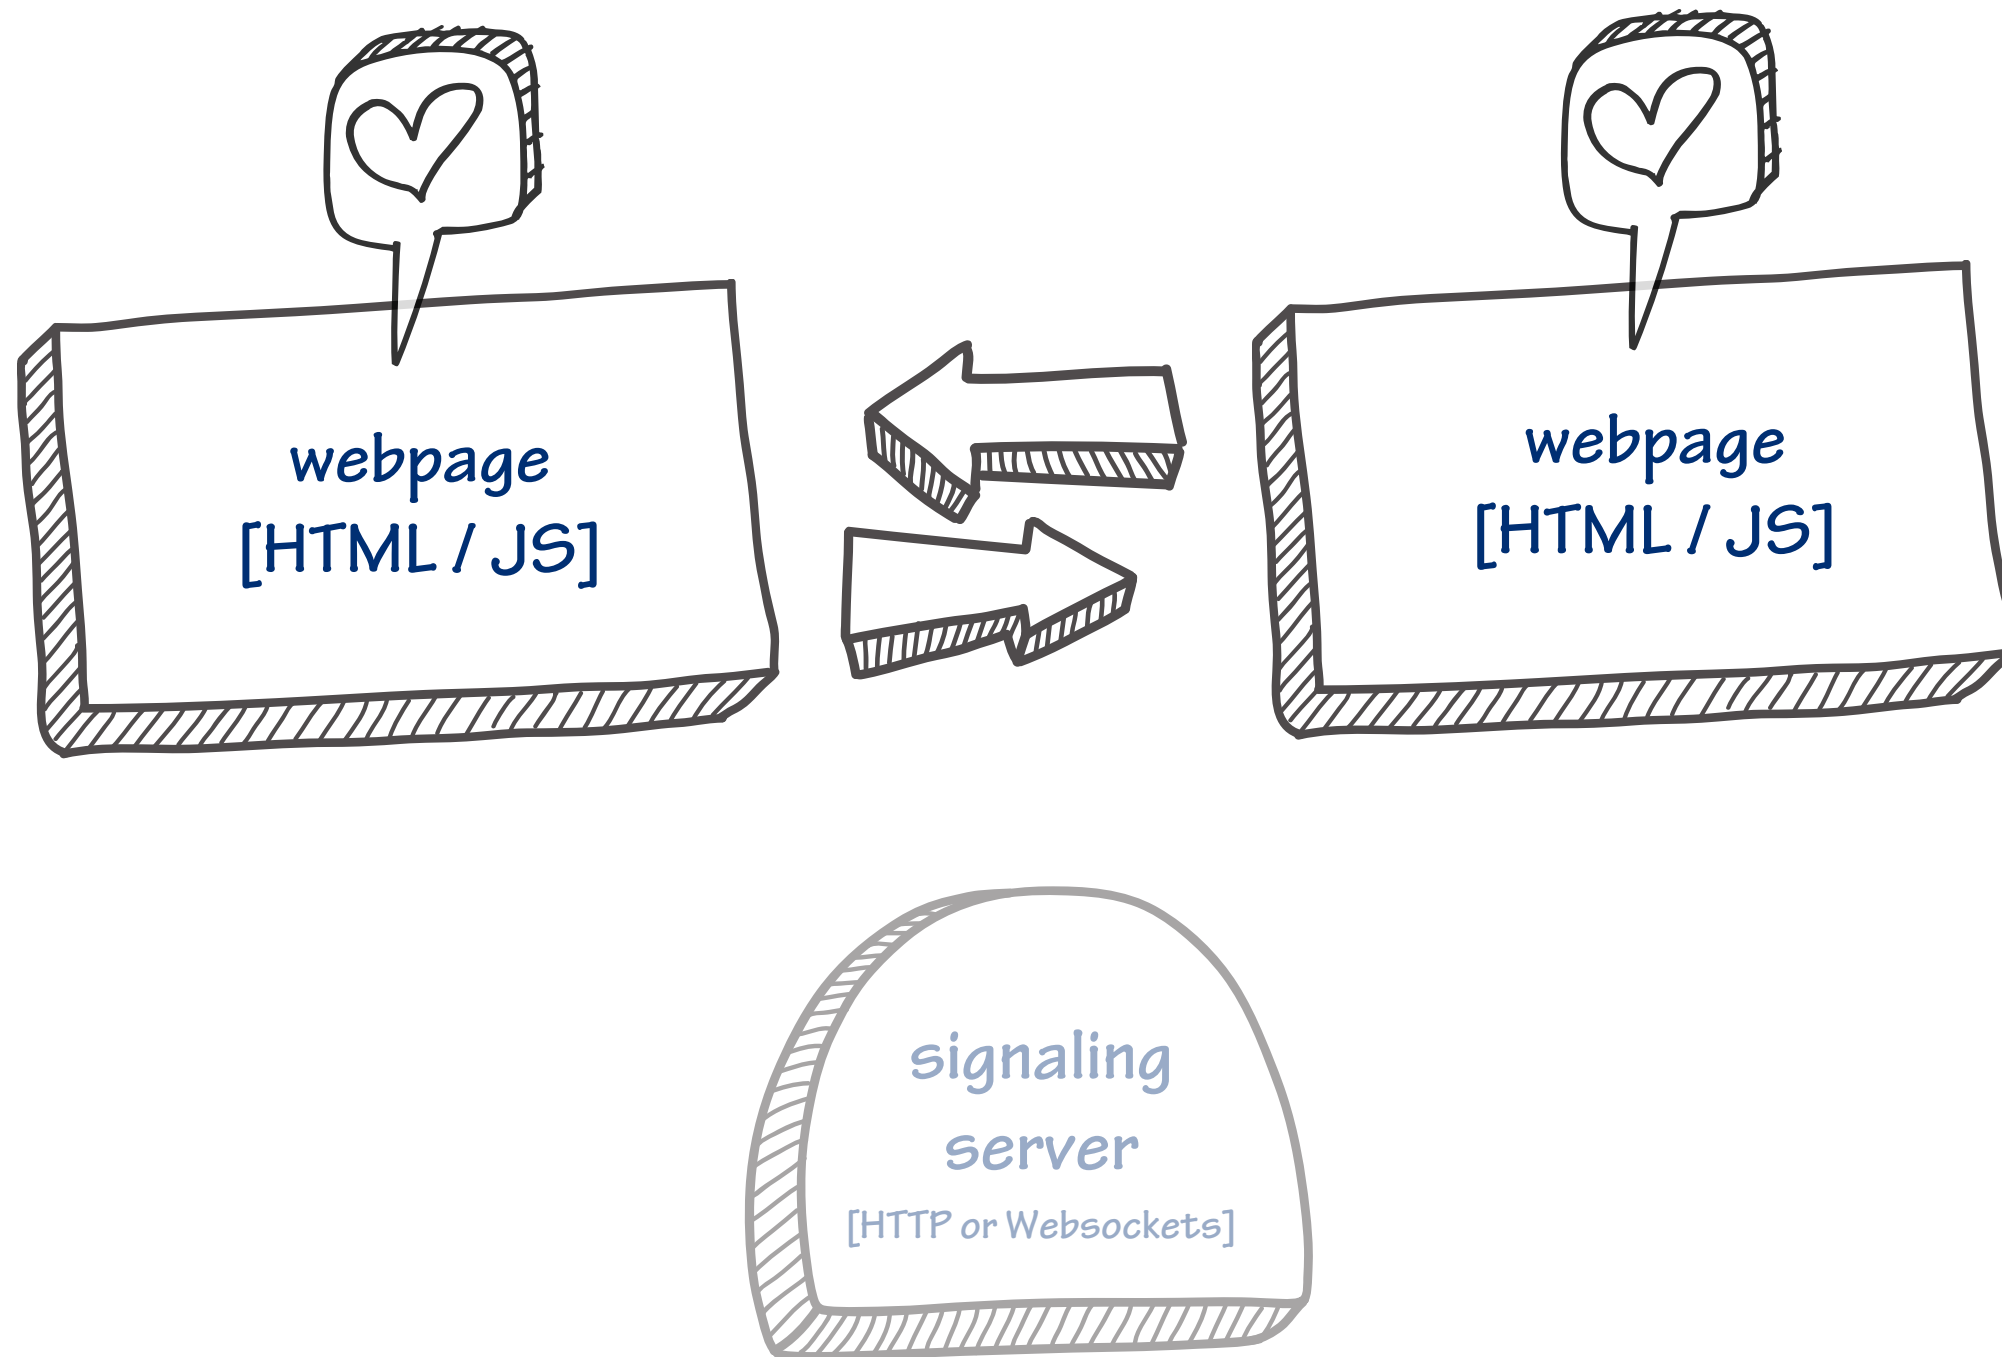 webpage
[HTML / JS]
webpage
[HTML / JS]
signaling
server
[HTTP or Websockets]